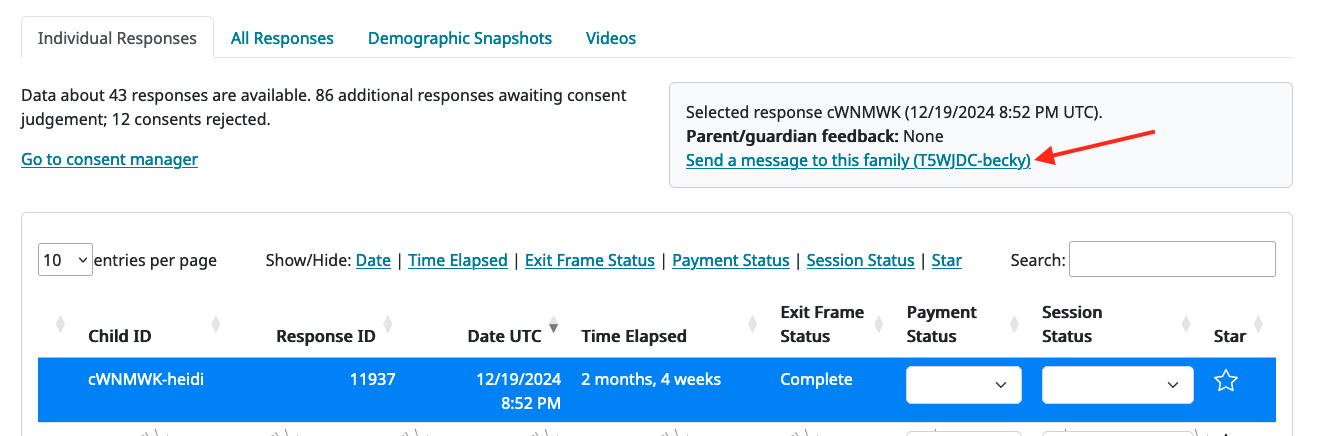 Individual Responses All Responses Demographic Snapshots Videos
Data about 43 responses are available. 86 additional responses awaiting consent
judgement; 12 consents rejected.
Go to consent manager
Selected response cWNMWK (12/19/2024 8:52 PM UTC).
Parent/guardian feedback: None
Send a message to this family (T5WJDC-becky)
10 entries per page Show/Hide: Date | Time Elapsed | Exit Frame Status | Payment Status | Session Status | Star Search:
Child ID Response ID Date UTC Time Elapsed Exit Frame Status Payment Status Session Status Star
cWNMWK-heidi 11937 12/19/2024 2 months, 4 weeks Complete
8:52 PM